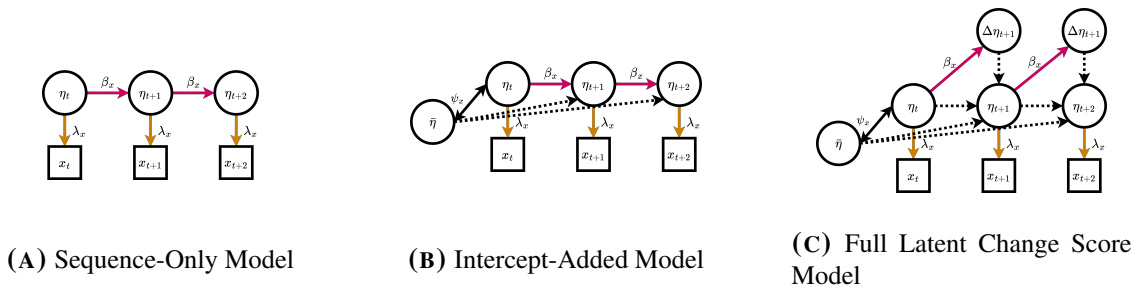 η_t β_x η_{t+1} β_x η_{t+2}
λ_x λ_x λ_x
x_t x_{t+1} x_{t+2}
(A) Sequence-Only Model
η_t β_x η_{t+1} β_x η_{t+2}
ψ_x
η̄
λ_x λ_x λ_x
x_t x_{t+1} x_{t+2}
(B) Intercept-Added Model
Δη_{t+1} Δη_{t+1}
β_x β_x
η_t η_{t+1} η_{t+2}
ψ_x
η̄
λ_x λ_x λ_x
x_t x_{t+1} x_{t+2}
(C) Full Latent Change Score
Model